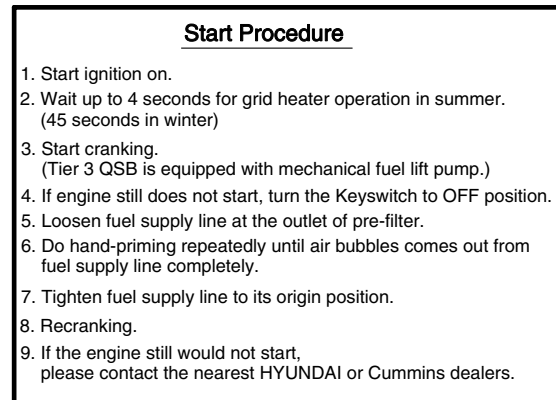 Start Procedure
1. Start ignition on.
2. Wait up to 4 seconds for grid heater operation in summer.
(45 seconds in winter)
3. Start cranking.
(Tier 3 QSB is equipped with mechanical fuel lift pump.)
4. If engine still does not start, turn the Keyswitch to OFF position.
5. Loosen fuel supply line at the outlet of pre-filter.
6. Do hand-priming repeatedly until air bubbles comes out from
fuel supply line completely.
7. Tighten fuel supply line to its origin position.
8. Recranking.
9. If the engine still would not start,
please contact the nearest HYUNDAI or Cummins dealers.